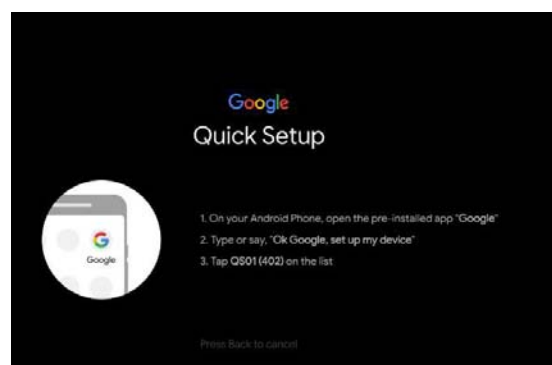 Google
Quick Setup
1. On your Android Phone, open the pre-installed app "Google"
2. Type or say, "Ok Google, set up my device"
3. Tap QS01 (402) on the list
Google
Press Back to cancel